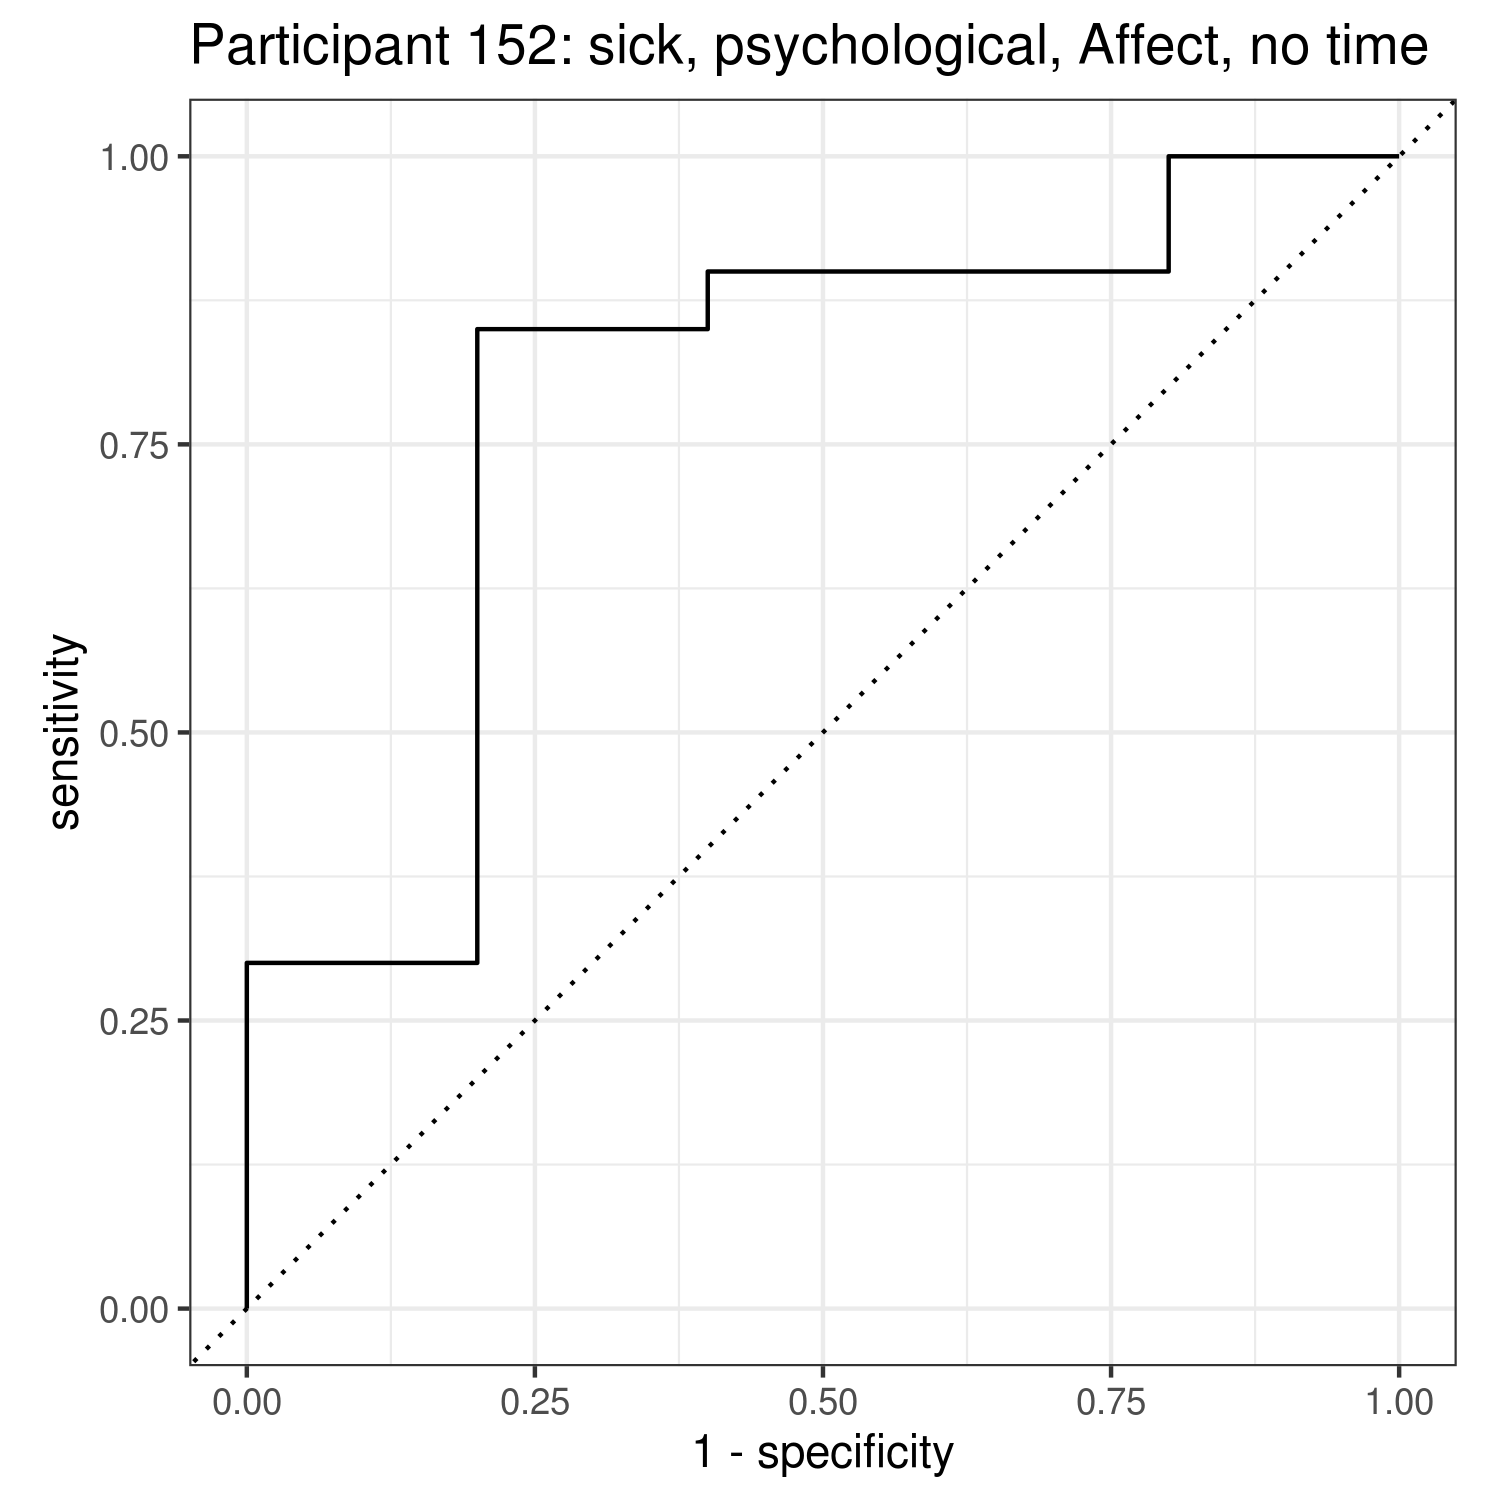 Participant 152: sick, psychological, Affect, no time
1.00
0.75
0.50
0.25
0.00
sensitivity
0.00 0.25 0.50 0.75 1.00
1 - specificity